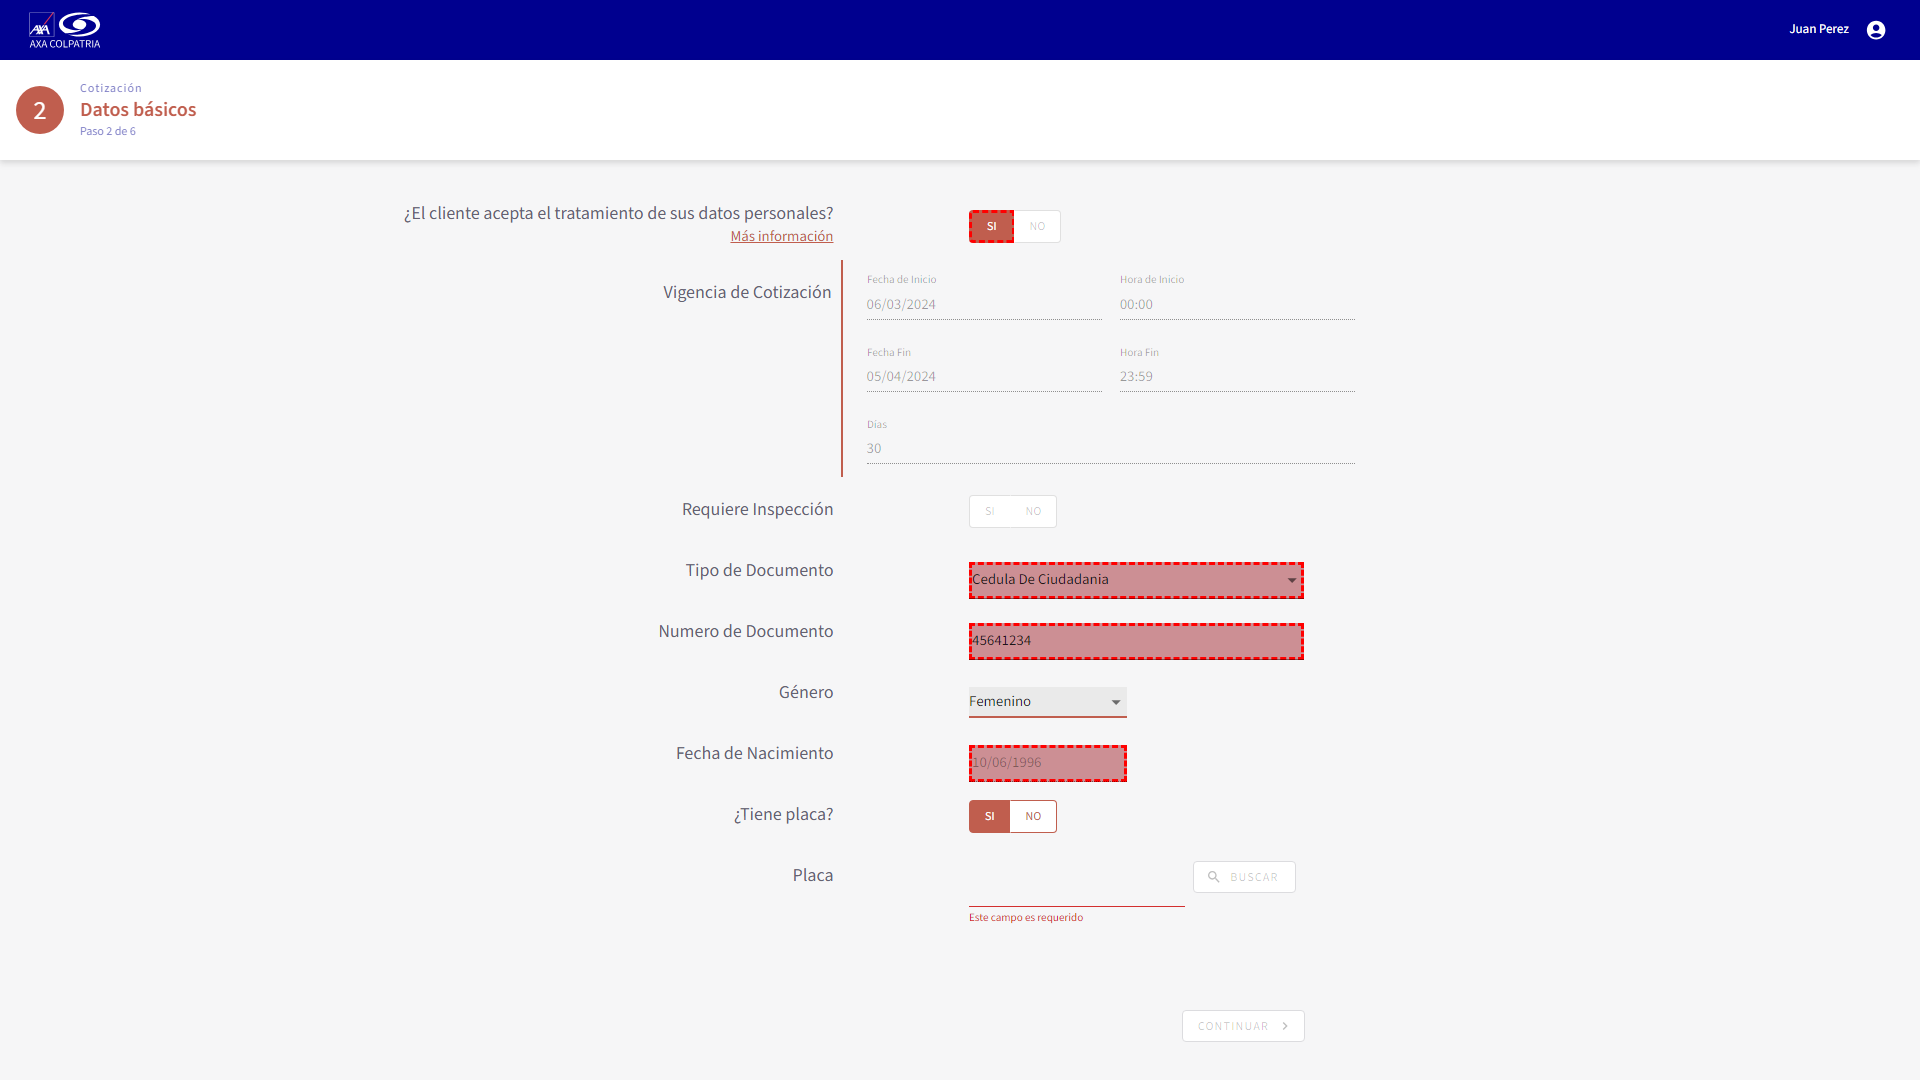 AXA
AXA COLPATRIA
Juan Perez
2
Cotización
Datos básicos
Paso 2 de 6
¿El cliente acepta el tratamiento de sus datos personales?
Más información
SI
NO
Vigencia de Cotización
Fecha de Inicio
06/03/2024
Hora de Inicio
00:00
Fecha Fin
05/04/2024
Hora Fin
23:59
Días
30
Requiere Inspección
SI
NO
Tipo de Documento
Cedula De Ciudadania
Numero de Documento
45641234
Género
Femenino
Fecha de Nacimiento
10/06/1996
¿Tiene placa?
SI
NO
Placa
BUSCAR
Este campo es requerido
CONTINUAR